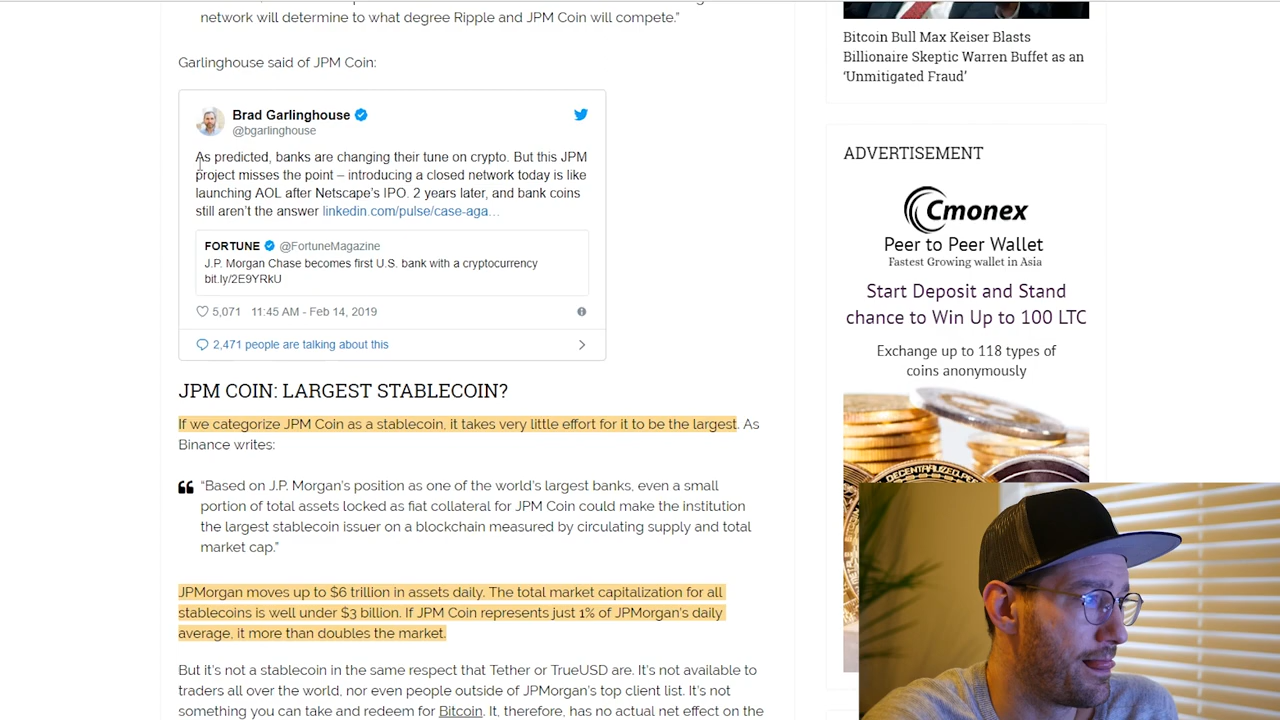 network will determine to what degree Ripple and JPM Coin will compete.”
Garlinghouse said of JPM Coin:
Brad Garlinghouse
@bgarlinghouse
As predicted, banks are changing their tune on crypto. But this JPM
project misses the point – introducing a closed network today is like
launching AOL after Netscape's IPO. 2 years later, and bank coins
still aren't the answer linkedin.com/pulse/case-aga…
FORTUNE @FortuneMagazine
J.P. Morgan Chase becomes first U.S. bank with a cryptocurrency
bit.ly/2E9YRkU
5,071 11:45 AM - Feb 14, 2019
2,471 people are talking about this
JPM COIN: LARGEST STABLECOIN?
If we categorize JPM Coin as a stablecoin, it takes very little effort for it to be the largest. As
Binance writes:
“Based on J.P. Morgan's position as one of the world's largest banks, even a small
portion of total assets locked as fiat collateral for JPM Coin could make the institution
the largest stablecoin issuer on a blockchain measured by circulating supply and total
market cap.”
JPMorgan moves up to $6 trillion in assets daily. The total market capitalization for all
stablecoins is well under $3 billion. If JPM Coin represents just 1% of JPMorgan's daily
average, it more than doubles the market.
But it's not a stablecoin in the same respect that Tether or TrueUSD are. It's not available to
traders all over the world, nor even people outside of JPMorgan's top client list. It's not
something you can take and redeem for Bitcoin. It, therefore, has no actual net effect on the
Bitcoin Bull Max Keiser Blasts
Billionaire Skeptic Warren Buffet as an
‘Unmitigated Fraud’
ADVERTISEMENT
Cmonex
Peer to Peer Wallet
Fastest Growing wallet in Asia
Start Deposit and Stand
chance to Win Up to 100 LTC
Exchange up to 118 types of
coins anonymously